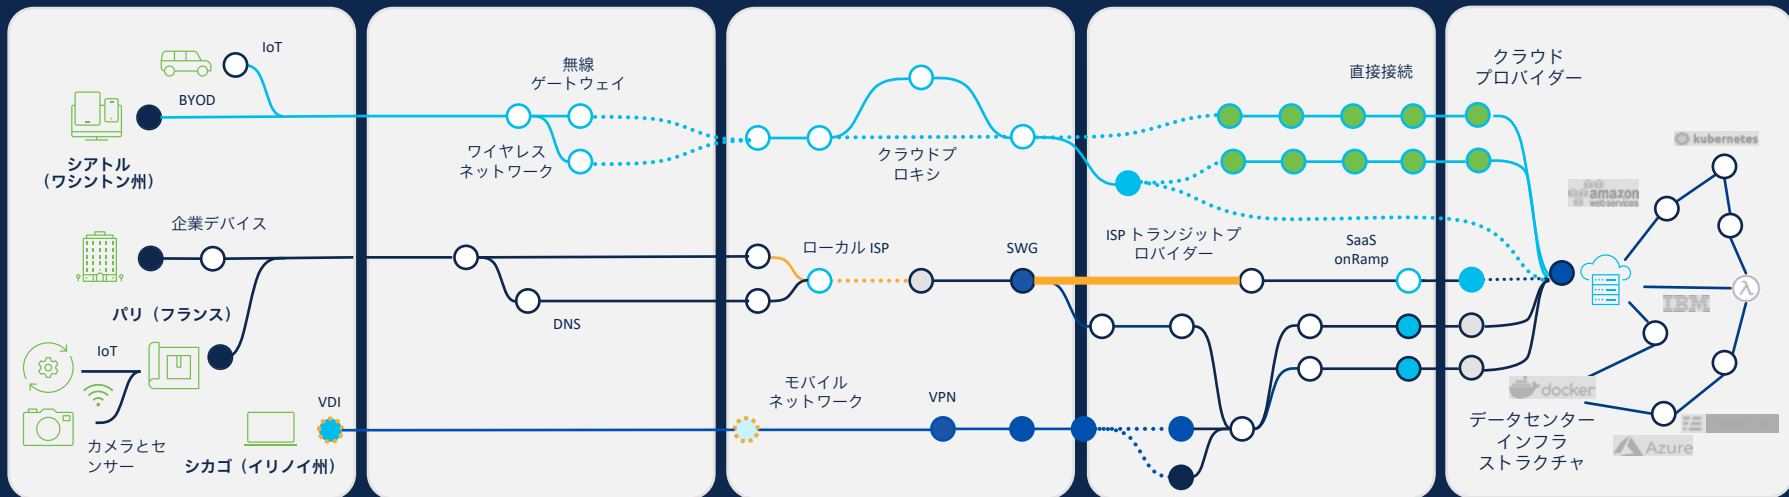 IoT
BYOD
シアトル
（ワシントン州）
企業デバイス
パリ（フランス）
IoT
カメラとセ
ンサー
VDI
シカゴ（イリノイ州）
無線
ゲートウェイ
ワイヤレス
ネットワーク
DNS
クラウドプ
ロキシ
ローカル ISP
SWG
モバイル
ネットワーク
VPN
直接接続
ISP トランジットプ
ロバイダー
SaaS
onRamp
クラウド
プロバイダー
kubernetes
amazon
webservices
λ
IBM
docker
データセンター
インフラ
ストラクチャ
Azure